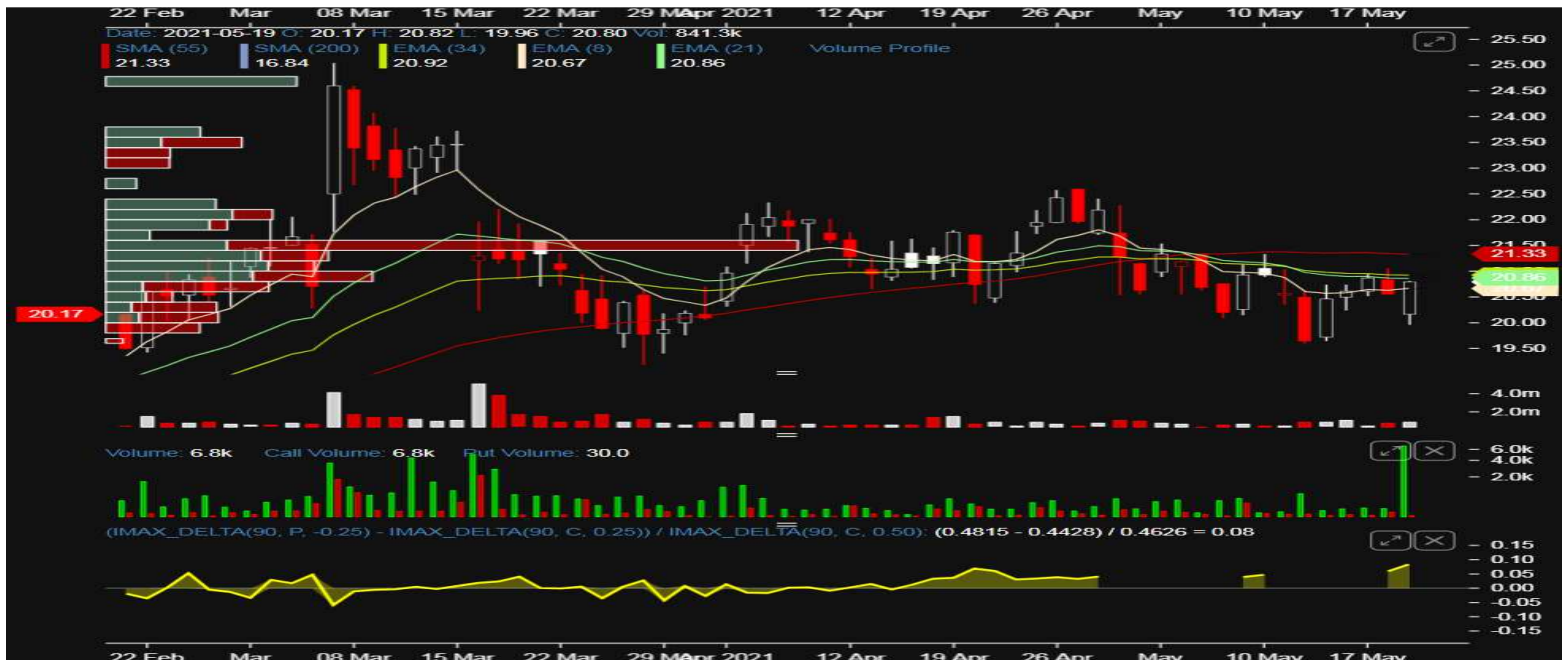 22 Feb Mar 08 Mar 15 Mar 22 Mar 29 Mar Apr 2021 12 Apr 19 Apr 26 Apr May 10 May 17 May
Date: 2021-05-19 O: 20.17 H: 20.82 L: 19.96 C: 20.80 Vol: 841.3k
SMA (55) SMA (200) EMA (34) EMA (8) EMA (21) Volume Profile
21.33 16.84 20.92 20.67 20.86
25.50
25.00
24.50
24.00
23.50
23.00
22.50
22.00
21.50
21.33
20.86
20.50
20.17
20.00
19.50
4.0m
2.0m
Volume: 6.8k Call Volume: 6.8k Put Volume: 30.0
6.0k
4.0k
2.0k
(IMAX_DELTA(90, P, -0.25) - IMAX_DELTA(90, C, 0.25)) / IMAX_DELTA(90, C, 0.50): (0.4815 - 0.4428) / 0.4626 = 0.08
0.15
0.10
0.05
0.00
-0.05
-0.10
-0.15
22 Feb Mar 08 Mar 15 Mar 22 Mar 29 Mar Apr 2021 12 Apr 19 Apr 26 Apr May 10 May 17 May